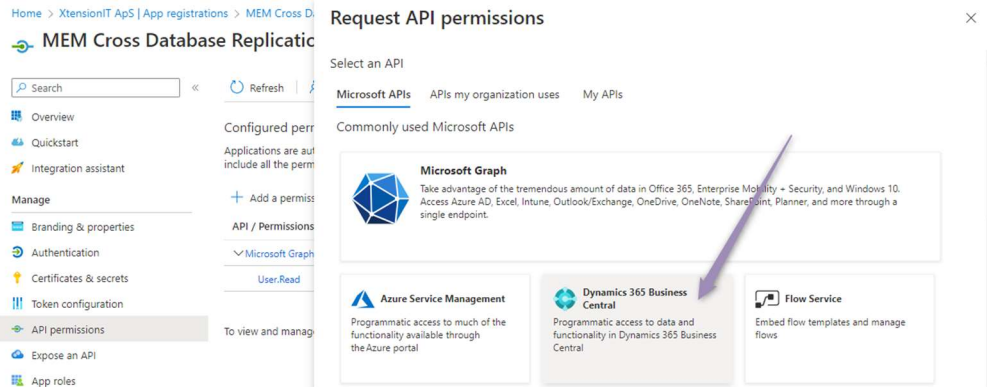 Home > XtensionIT ApS | App registrations > MEM Cross D
MEM Cross Database Replicatic
Search
«
Overview
Quickstart
Integration assistant
Manage
Branding & properties
Authentication
Certificates & secrets
Token configuration
API permissions
Expose an API
App roles
Refresh
Configured perr
Applications are aut
include all the perm
Add a permiss
API / Permissions
Microsoft Graph
User.Read
To view and manag
Request API permissions
Select an API
Microsoft APIs APIs my organization uses My APIs
Commonly used Microsoft APIs
Microsoft Graph
Take advantage of the tremendous amount of data in Office 365, Enterprise Mobility + Security, and Windows 10.
Access Azure AD, Excel, Intune, Outlook/Exchange, OneDrive, OneNote, SharePoint, Planner, and more through a
single endpoint.
Azure Service Management
Programmatic access to much of the
functionality available through
the Azure portal
Dynamics 365 Business
Central
Programmatic access to data and
functionality in Dynamics 365 Business
Central
Flow Service
Embed flow templates and manage
flows